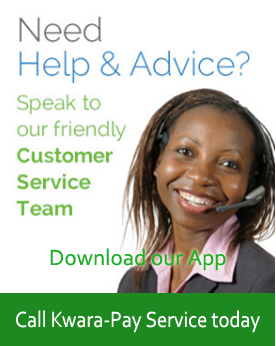 Need
Help & Advice?
Speak to
our friendly
Customer
Service
Team
Download our App
Call Kwara-Pay Service today